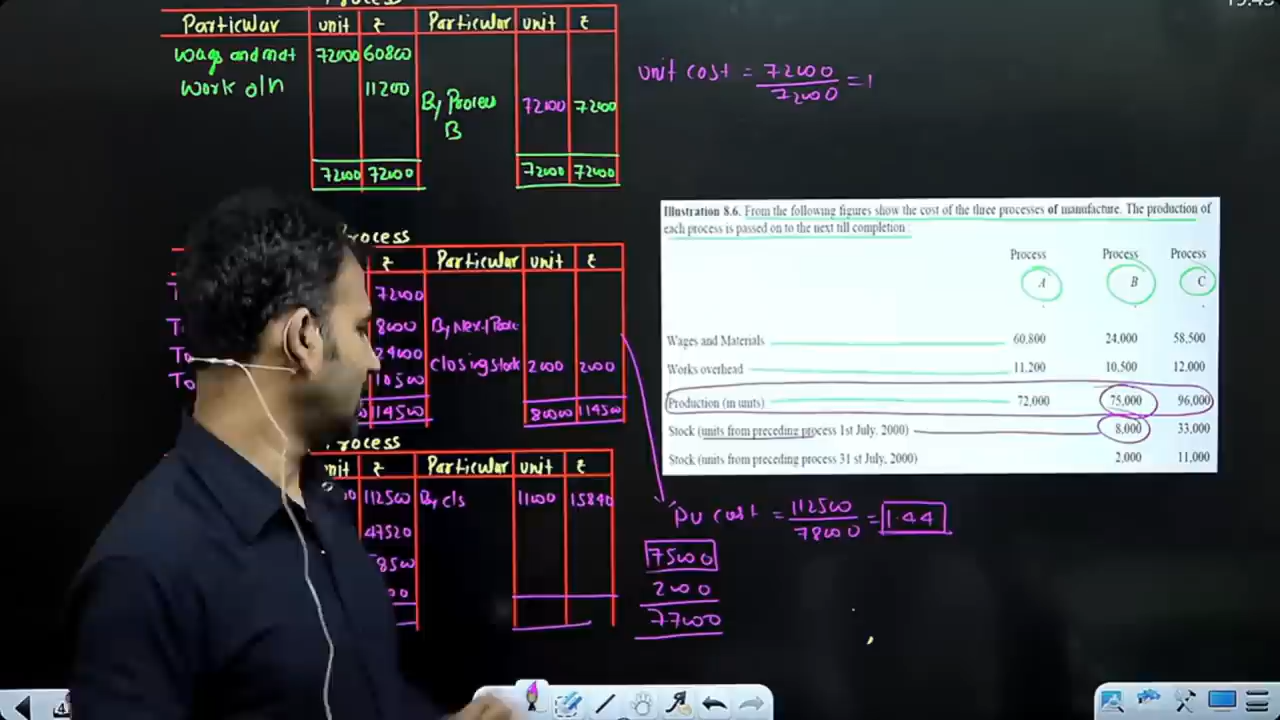 Process
Particular unit ₹ Particular unit ₹
wags and mat 72000 60800
work o/h 11200
By Process B 72000 72000
72000 72000 72000 72000
unit cost = 72000 / 72000 = 1
Process
₹ Particular unit ₹
72000
8000 By Next Proce
24000 closing stock 2000 2000
10500
114500 80000 114500
Process
unit ₹ Particular unit ₹
112500 By cls 11000 15840
47520
58500
Illustration 8.6. From the following figures show the cost of the three processes of manufacture. The production of
each process is passed on to the next till completion
Process Process Process
A B C
Wages and Materials 60,800 24,000 58,500
Works overhead 11,200 10,500 12,000
Production (in units) 72,000 75,000 96,000
Stock (units from preceding process 1st July, 2000) 8,000 33,000
Stock (units from preceding process 31 st July, 2000) 2,000 11,000
PU cost = 112500 / 78000 = 1.44
75000
2000
77000